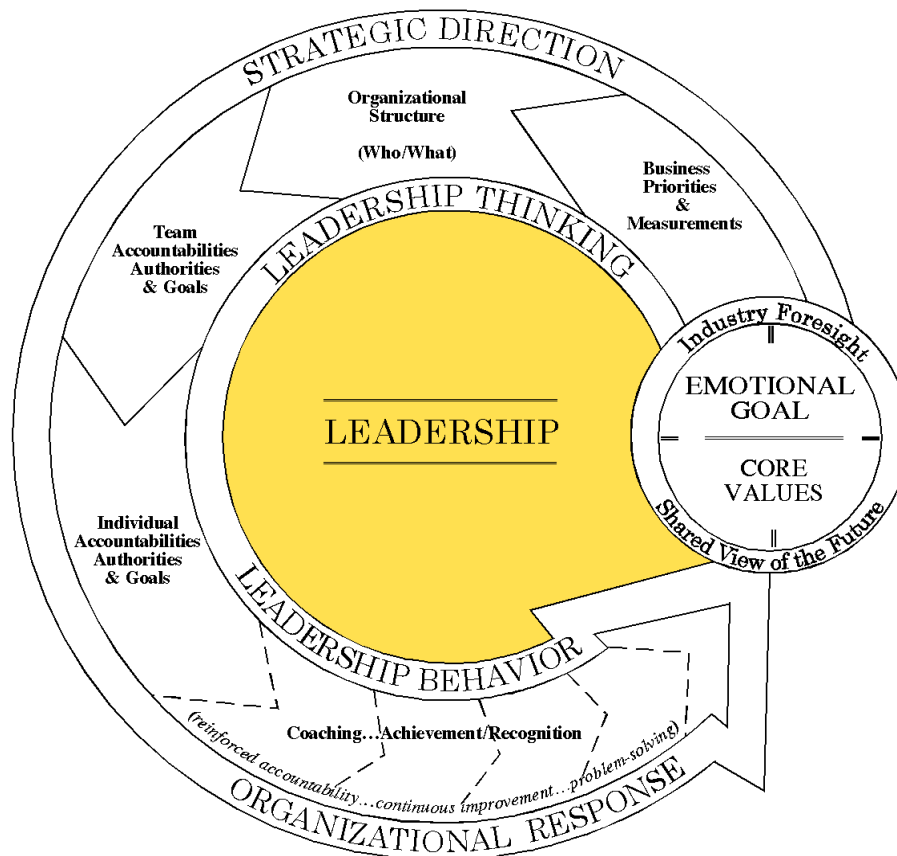 STRATEGIC DIRECTION
Organizational
Structure
(Who/What)
Business
Priorities
&
Measurements
LEADERSHIP THINKING
Team
Accountabilities
Authorities
& Goals
Industry Foresight
EMOTIONAL
GOAL
CORE
VALUES
Shared View of the Future
LEADERSHIP
Individual
Accountabilities
Authorities
& Goals
LEADERSHIP BEHAVIOR
Coaching...Achievement/Recognition
(reinforced accountability...continuous improvement...problem-solving)
ORGANIZATIONAL RESPONSE